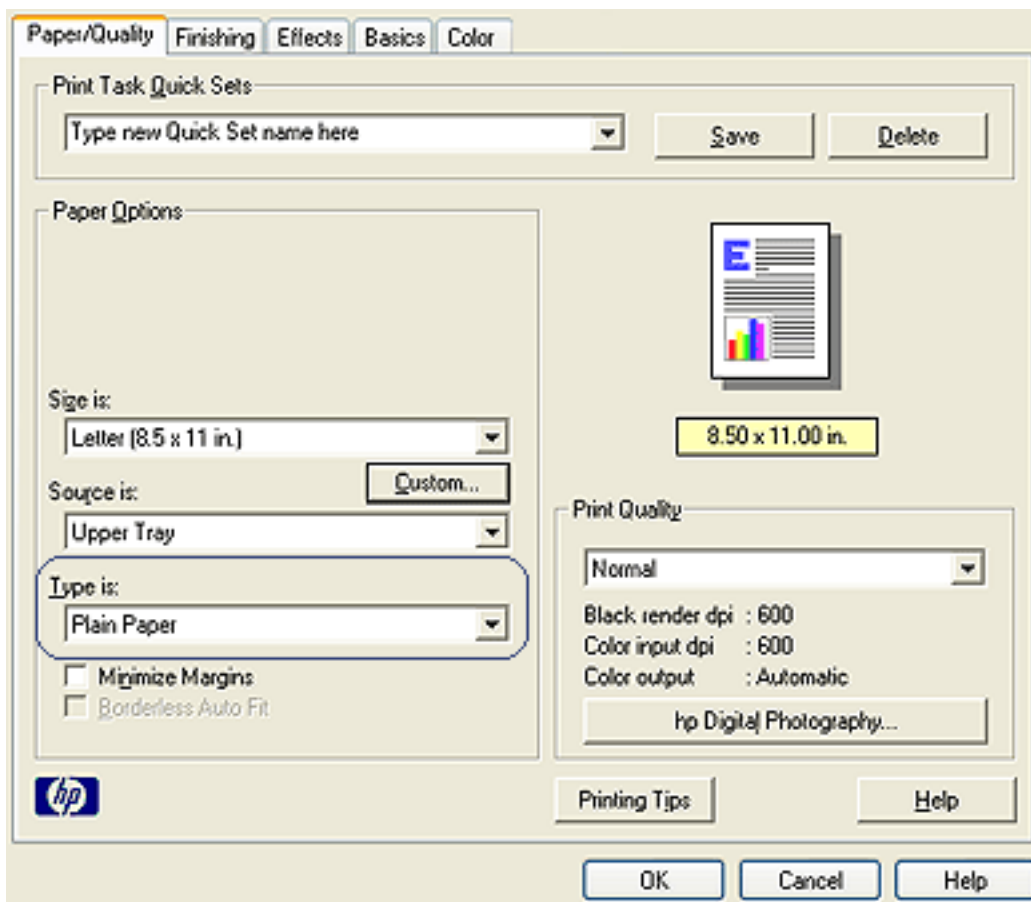 Paper/Quality Finishing Effects Basics Color
Print Task Quick Sets
Type new Quick Set name here Save Delete
Paper Options
E
Size is:
Letter (8.5 x 11 in.)
8.50 x 11.00 in.
Custom...
Source is:
Upper Tray
Print Quality
Normal
Type is:
Plain Paper
Black render dpi : 600
Color input dpi : 600
Color output : Automatic
Minimize Margins
Borderless Auto Fit
hp Digital Photography...
hp
Printing Tips Help
OK Cancel Help